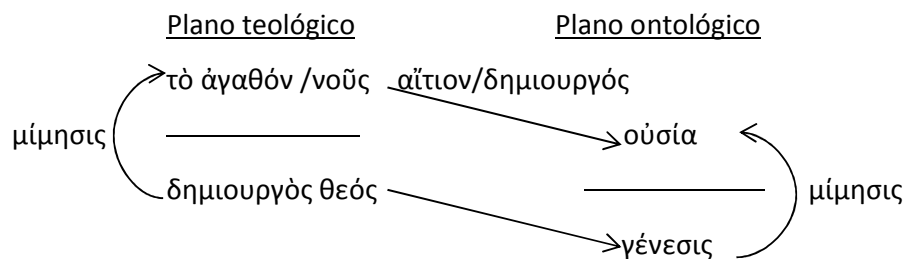 Plano teológico Plano ontológico
τὸ ἀγαθόν /νοῦς αἴτιον/δημιουργός
μίμησις οὐσία
δημιουργὸς θεός μίμησις
γένεσις